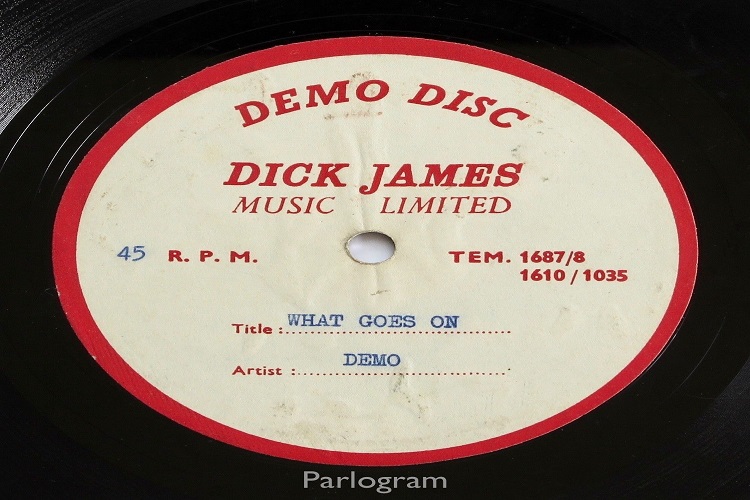 DEMO DISC
DICK JAMES
MUSIC LIMITED
45 R. P. M. TEM. 1687/8
1610 / 1035
Title :..WHAT GOES ON..........
Artist :..........DEMO....................
Parlogram